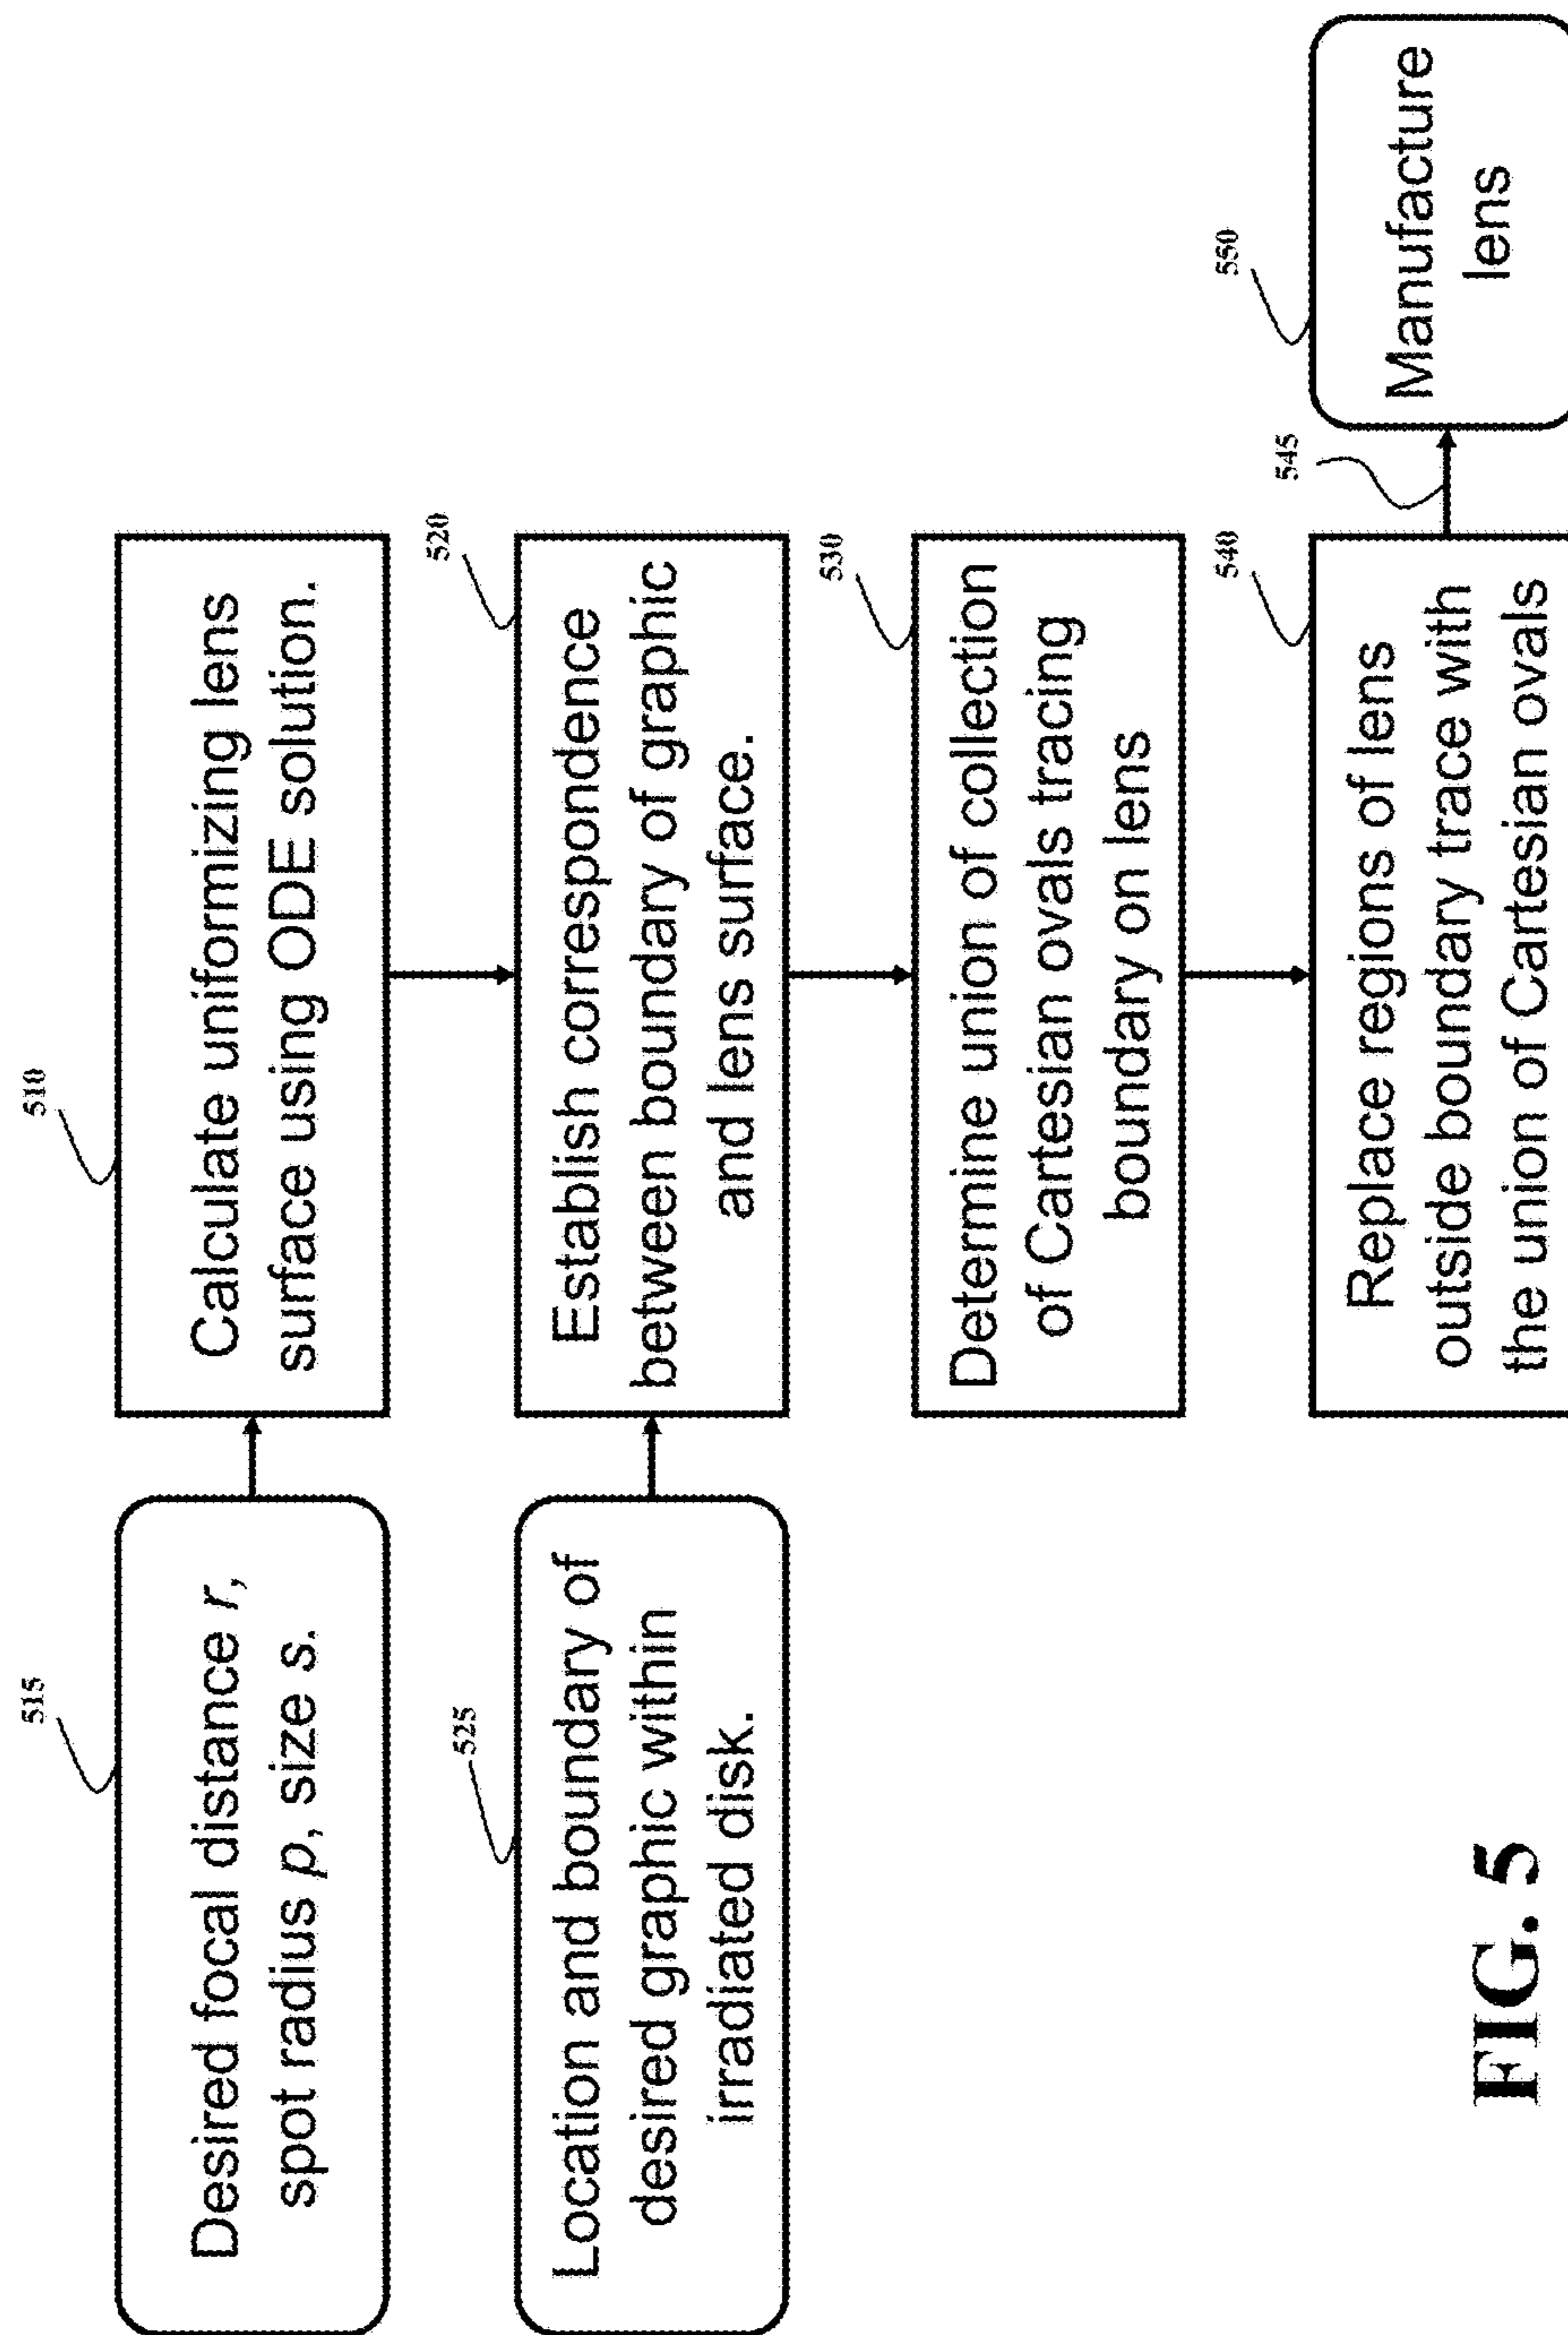 515
Desired focal distance r,
spot radius p, size s.
510
Calculate uniformizing lens
surface using ODE solution.
525
Location and boundary of
desired graphic within
irradiated disk.
520
Establish correspondence
between boundary of graphic
and lens surface.
530
Determine union of collection
of Cartesian ovals tracing
boundary on lens
540
Replace regions of lens
outside boundary trace with
the union of Cartesian ovals
545
550
Manufacture
lens
FIG. 5